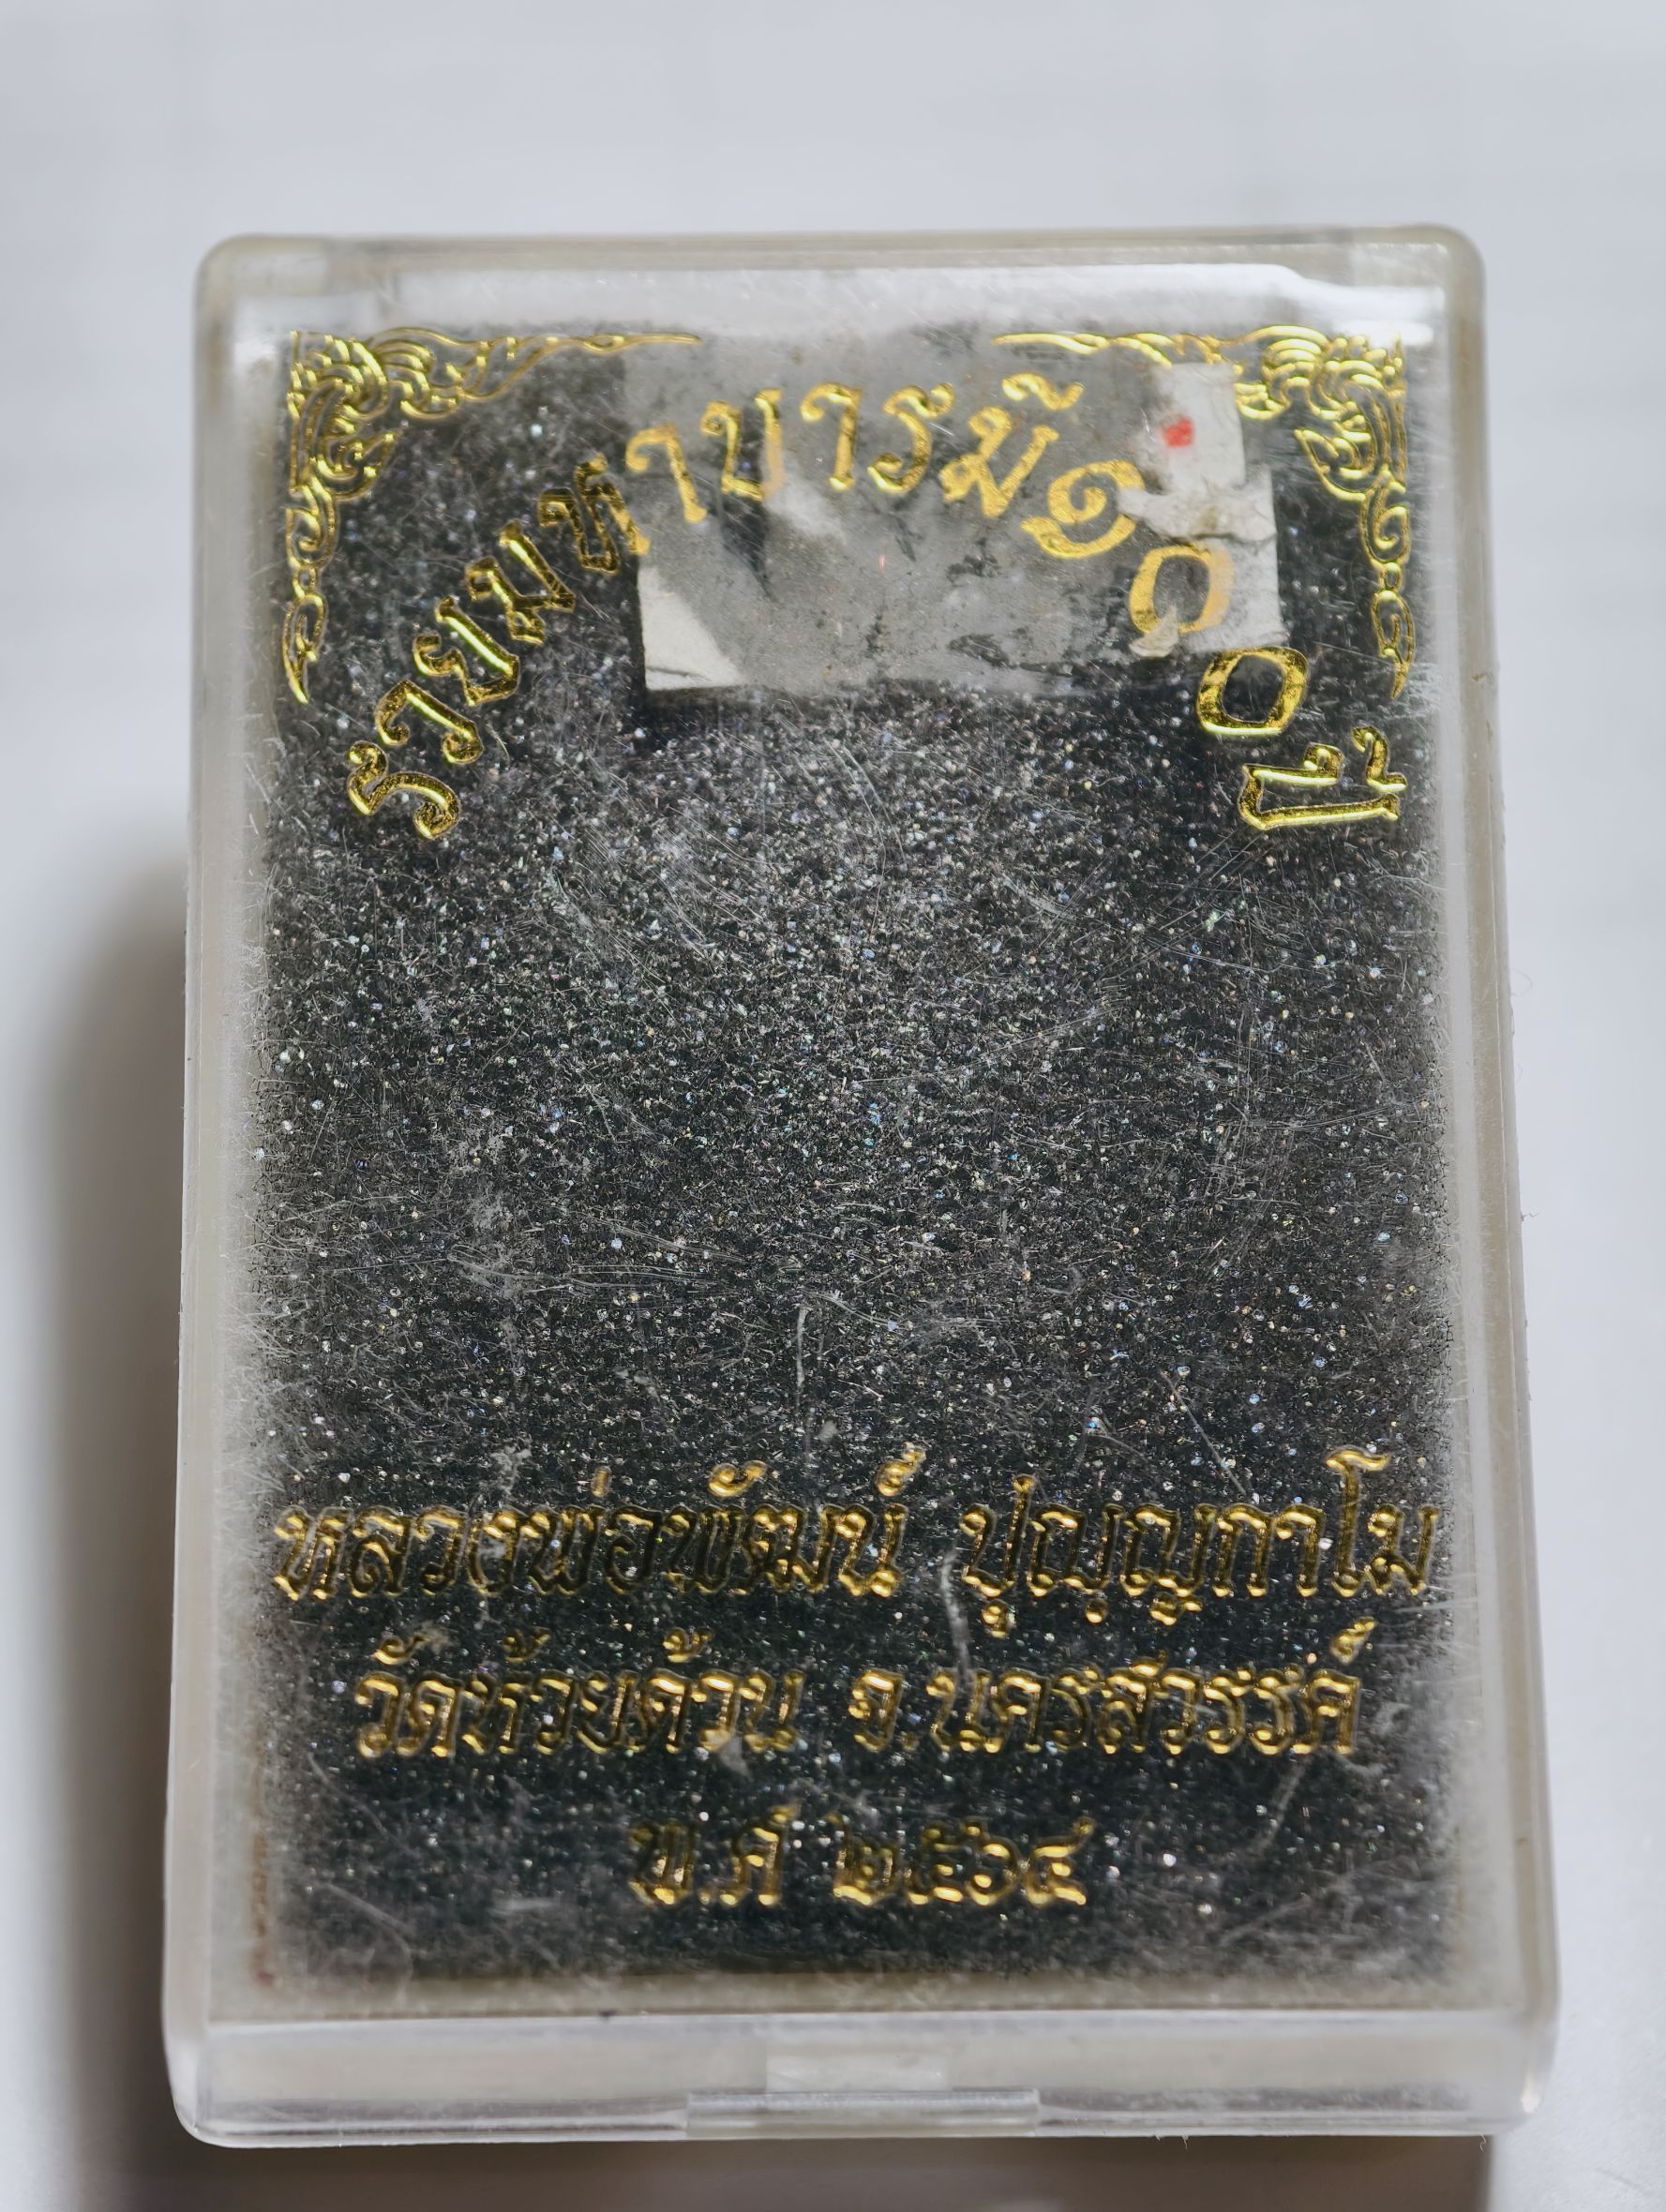 รวยมหาบารมี๑๐๐ปี
หลวงพ่อพัฒน์ ปุญฺญกาโม
วัดห้วยด้วน จ.นครสวรรค์
พ.ศ ๒๕๖๔